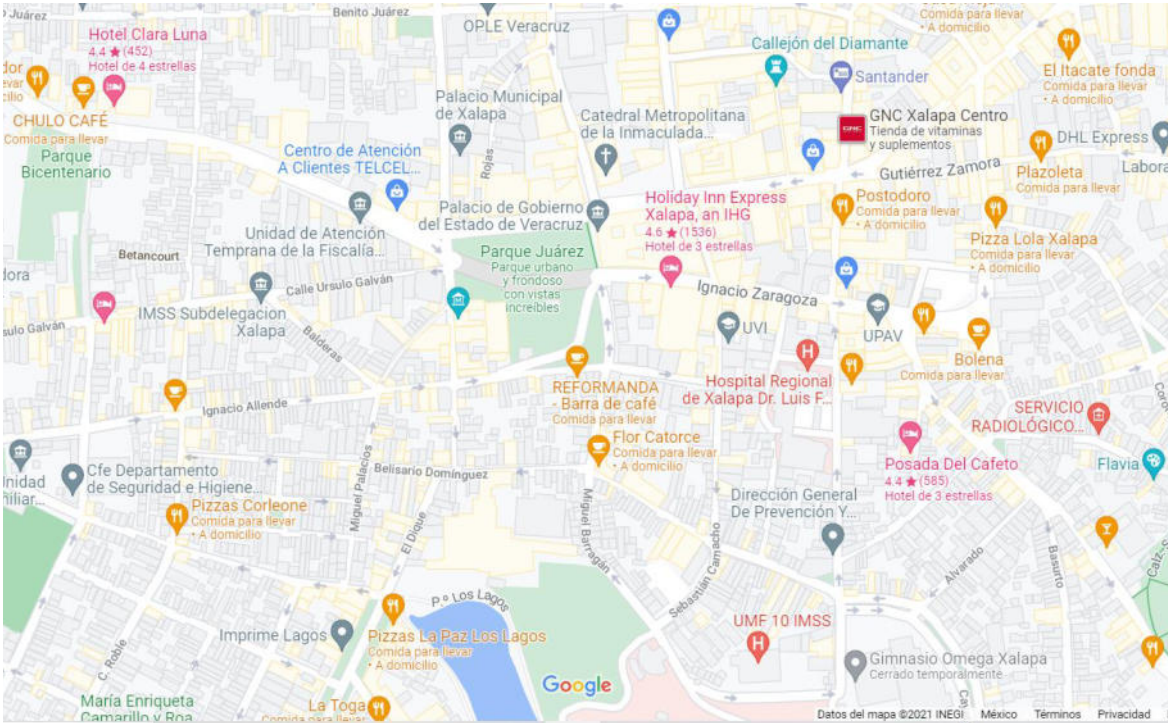 Juárez
Benito Juárez
Hotel Clara Luna
4.4 ★ (452)
Hotel de 4 estrellas
OPLE Veracruz
Comida para llevar
• A domicilio
Callejón del Diamante
Santander
El Itacate fonda
Comida para llevar
• A domicilio
CHULO CAFÉ
Comida para llevar
Parque
Bicentenario
Palacio Municipal
de Xalapa
Rojas
Catedral Metropolitana
de la Inmaculada...
GNC
GNC Xalapa Centro
Tienda de vitaminas
y suplementos
DHL Express
Centro de Atención
A Clientes TELCEL...
Gutiérrez Zamora
Plazoleta
Comida para llevar
Palacio de Gobierno
del Estado de Veracruz
Holiday Inn Express
Xalapa, an IHG
4.6 ★ (1536)
Hotel de 3 estrellas
Postodoro
Comida para llevar
• A domicilio
Pizza Lola Xalapa
Comida para llevar
• A domicilio
Unidad de Atención
Temprana de la Fiscalía...
Betancourt
Parque Juárez
Parque urbano
y frondoso
con vistas
increíbles
Calle Ursulo Galván
Ignacio Zaragoza
IMSS Subdelegacion
Xalapa
Balderas
UVI
UPAV
Bolena
Comida para llevar
REFORMANDA
- Barra de café
Comida para llevar
Hospital Regional
de Xalapa Dr. Luis F...
Ignacio Allende
SERVICIO
RADIOLÓGICO...
Flor Catorce
Comida para llevar
• A domicilio
Posada Del Cafeto
4.4 ★ (585)
Hotel de 3 estrellas
Flavia
Cfe Departamento
de Seguridad e Higiene...
Belisario Domínguez
Miguel Palacios
Pizzas Corleone
Comida para llevar
• A domicilio
El Dique
Miguel Barragán
Dirección General
De Prevención Y...
Sebastián Camacho
Alvarado
Basurto
P.º Los Lagos
Imprime Lagos
Pizzas La Paz Los Lagos
Comida para llevar
• A domicilio
UMF 10 IMSS
C. Roble
Gimnasio Omega Xalapa
Cerrado temporalmente
María Enriqueta
Camarillo y Roa
La Toga
Comida para llevar
Google
Datos del mapa ©2021 INEGI México Términos Privacidad